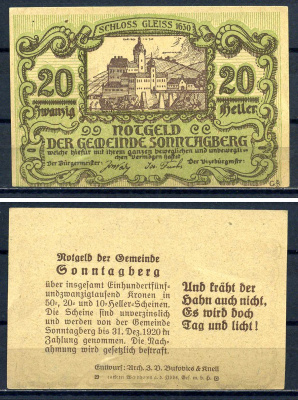 SCHLOSS GLEISS 1630
20
20
Zwanzig
Heller
NOTGELD
DER GEMEINDE SONNTAGBERG
welche hiefür mit ihrem ganzen beweglichen und unbewegli-
chen Vermögen haftet
Der Bürgermeister:
Der Vizebürgmstr:
Notgeld der Gemeinde
Sonntagberg
über insgesamt Einhundertfünf-
undzwanzigtausend Kronen in
50-, 20- und 10-Heller-Scheinen.
Die Scheine sind unverzinslich
und werden von der Gemeinde
Sonntagberg bis 31. Dez. 1920 in
Zahlung genommen. Die Nach-
ahmung wird gesetzlich bestraft.
Und kräht der
Hahn auch nicht,
Es wird doch
Tag und licht!
Entwurf: Arch. J. V. Bukovics & Knell